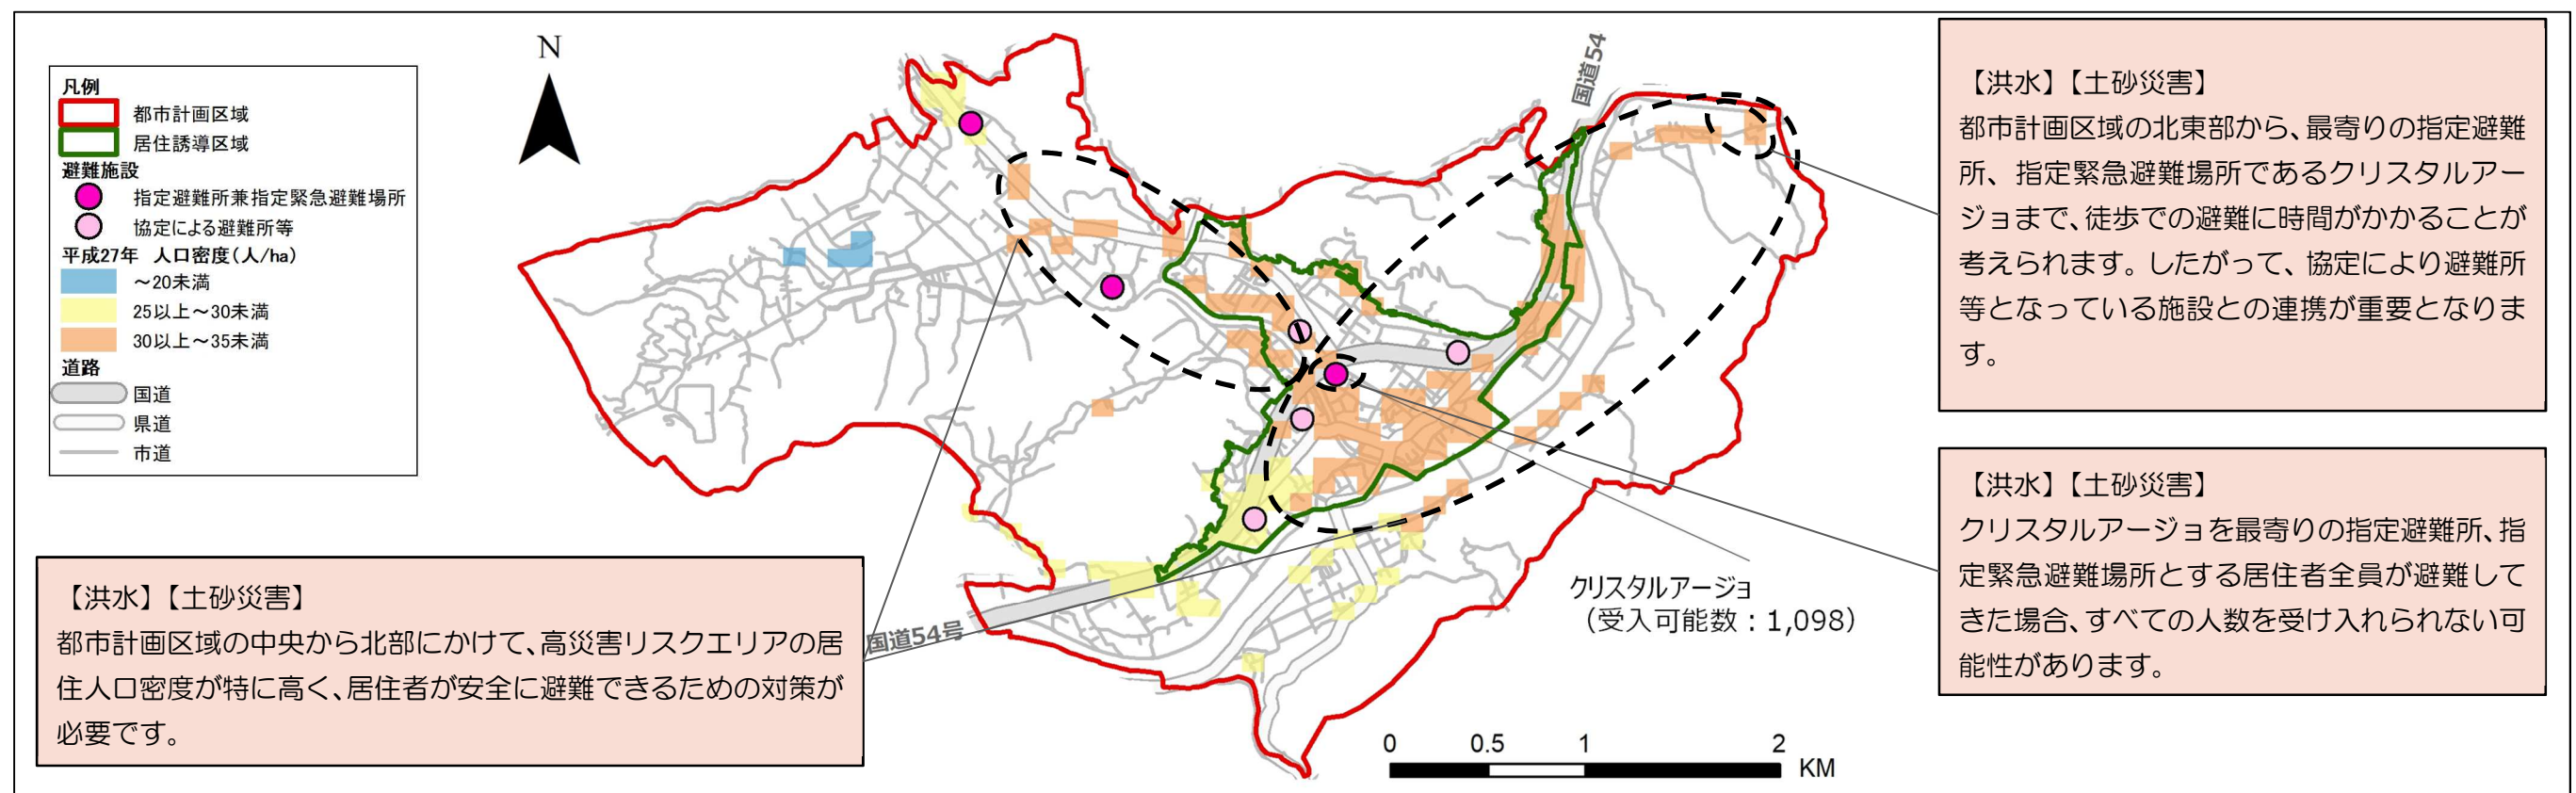 凡例
都市計画区域
居住誘導区域
避難施設
指定避難所兼指定緊急避難場所
協定による避難所等
平成27年 人口密度(人/ha)
～20未満
25以上～30未満
30以上～35未満
道路
国道
県道
市道
N
国道54
【洪水】【土砂災害】
都市計画区域の北東部から、最寄りの指定避難
所、指定緊急避難場所であるクリスタルアー
ジョまで、徒歩での避難に時間がかかることが
考えられます。したがって、協定により避難所
等となっている施設との連携が重要となりま
す。
【洪水】【土砂災害】
クリスタルアージョを最寄りの指定避難所、指
定緊急避難場所とする居住者全員が避難して
きた場合、すべての人数を受け入れられない可
能性があります。
【洪水】【土砂災害】
都市計画区域の中央から北部にかけて、高災害リスクエリアの居
住人口密度が特に高く、居住者が安全に避難できるための対策が
必要です。
国道54号
クリスタルアージョ
（受入可能数：1,098）
0 0.5 1 2
KM